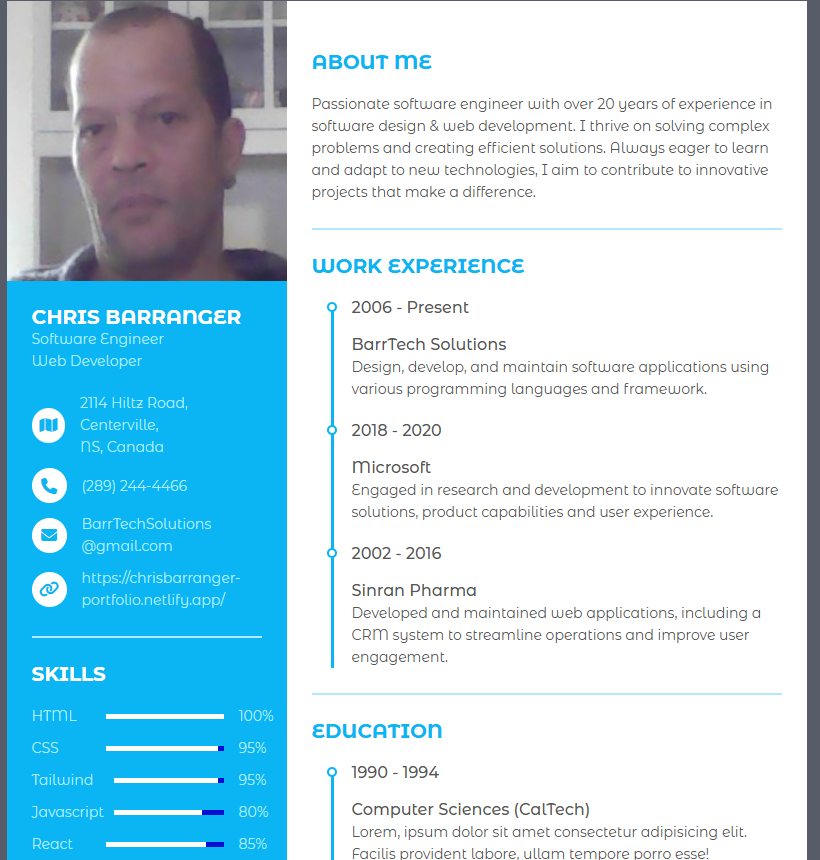 CHRIS BARRANGER
Software Engineer
Web Developer
2114 Hiltz Road,
Centerville,
NS, Canada
(289) 244-4466
BarrTechSolutions
@gmail.com
https://chrisbarranger-
portfolio.netlify.app/
SKILLS
HTML 100%
CSS 95%
Tailwind 95%
Javascript 80%
React 85%
ABOUT ME
Passionate software engineer with over 20 years of experience in
software design & web development. I thrive on solving complex
problems and creating efficient solutions. Always eager to learn
and adapt to new technologies, I aim to contribute to innovative
projects that make a difference.
WORK EXPERIENCE
2006 - Present
BarrTech Solutions
Design, develop, and maintain software applications using
various programming languages and framework.
2018 - 2020
Microsoft
Engaged in research and development to innovate software
solutions, product capabilities and user experience.
2002 - 2016
Sinran Pharma
Developed and maintained web applications, including a
CRM system to streamline operations and improve user
engagement.
EDUCATION
1990 - 1994
Computer Sciences (CalTech)
Lorem, ipsum dolor sit amet consectetur adipisicing elit.
Facilis provident labore, ullam tempore porro esse!